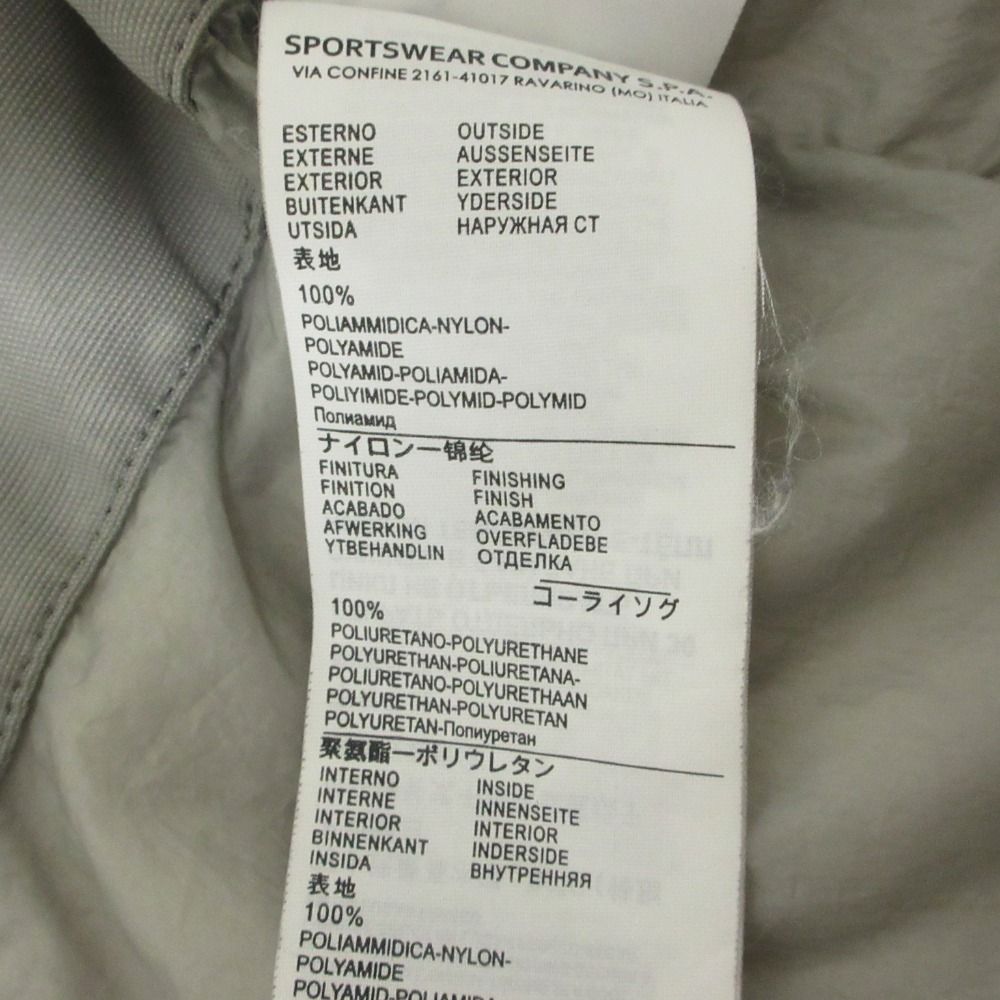 SPORTSWEAR COMPANY S.P.A.
VIA CONFINE 2161-41017 RAVARINO (MO) ITALIA
ESTERNO OUTSIDE
EXTERNE AUSSENSEITE
EXTERIOR EXTERIOR
BUITENKANT YDERSIDE
UTSIDA НАРУЖНАЯ СТ
表地
100%
POLIAMMIDICA-NYLON-
POLYAMIDE
POLYAMID-POLIAMIDA-
POLIYIMIDE-POLYMID-POLYMID
Полиамид
ナイロン一锦纶
FINITURA FINISHING
FINITION FINISH
ACABADO ACABAMENTO
AFWERKING OVERFLADEBE
YTBEHANDLIN ОТДЕЛКА
コーライソグ
100%
POLIURETANO-POLYURETHANE
POLYURETHAN-POLIURETANA-
POLIURETANO-POLYURETHAAN
POLYURETHAN-POLYURETAN
POLYURETAN-Полиуретан
聚氨酯一ポリウレタン
INTERNO INSIDE
INTERNE INNENSEITE
INTERIOR INTERIOR
BINNENKANT INDERSIDE
INSIDA ВНУТРЕННЯЯ
表地
100%
POLIAMMIDICA-NYLON-
POLYAMIDE
POLYAMID-POLIAMIDA-